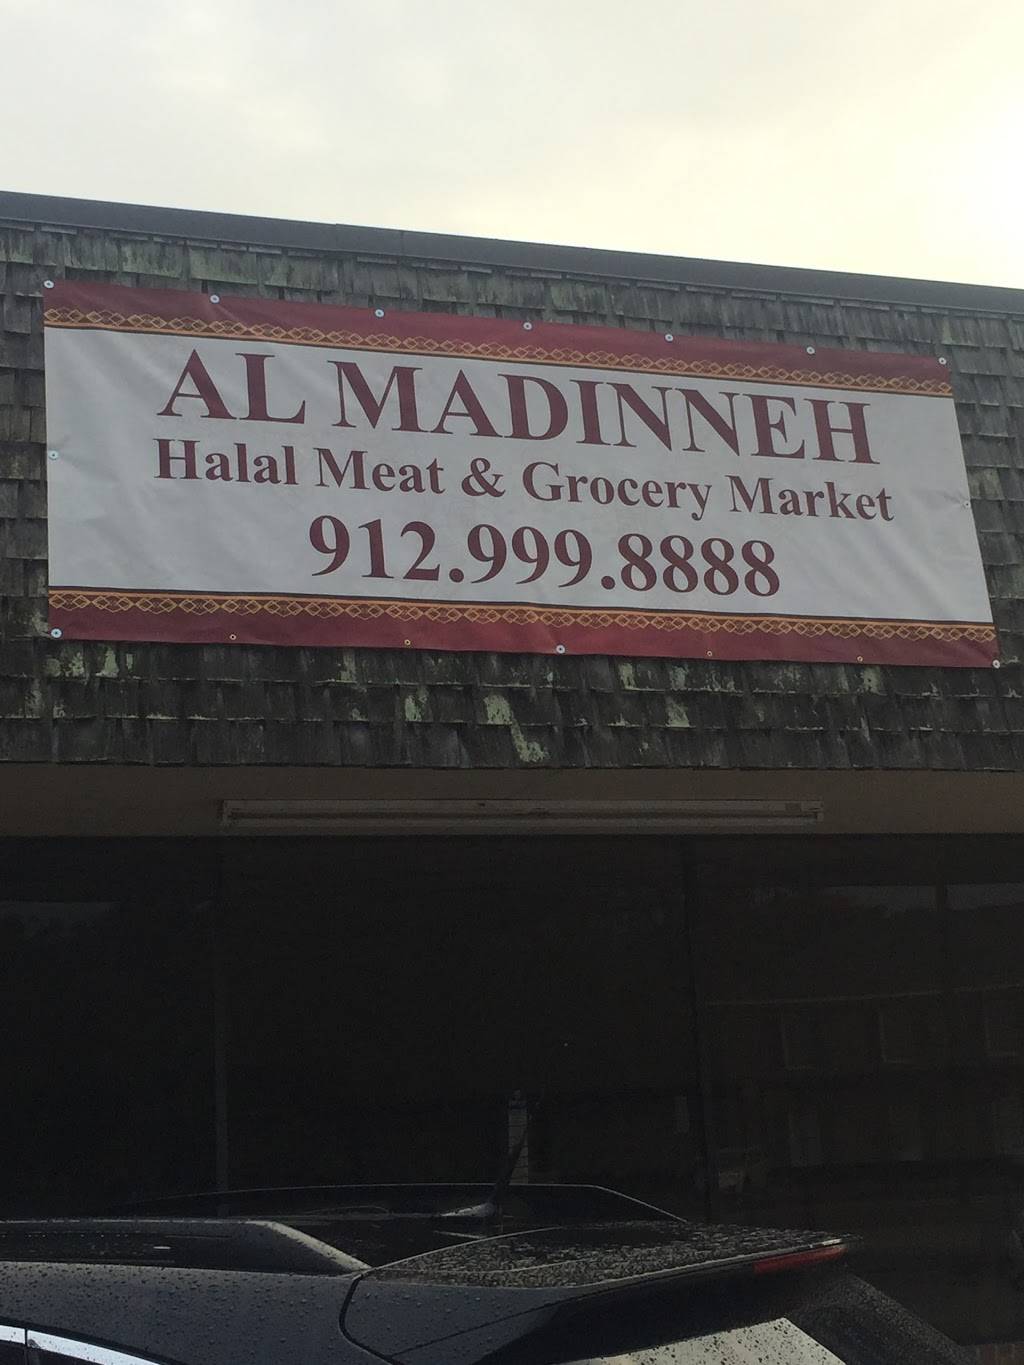 AL MADINNEH
Halal Meat & Grocery Market
912.999.8888